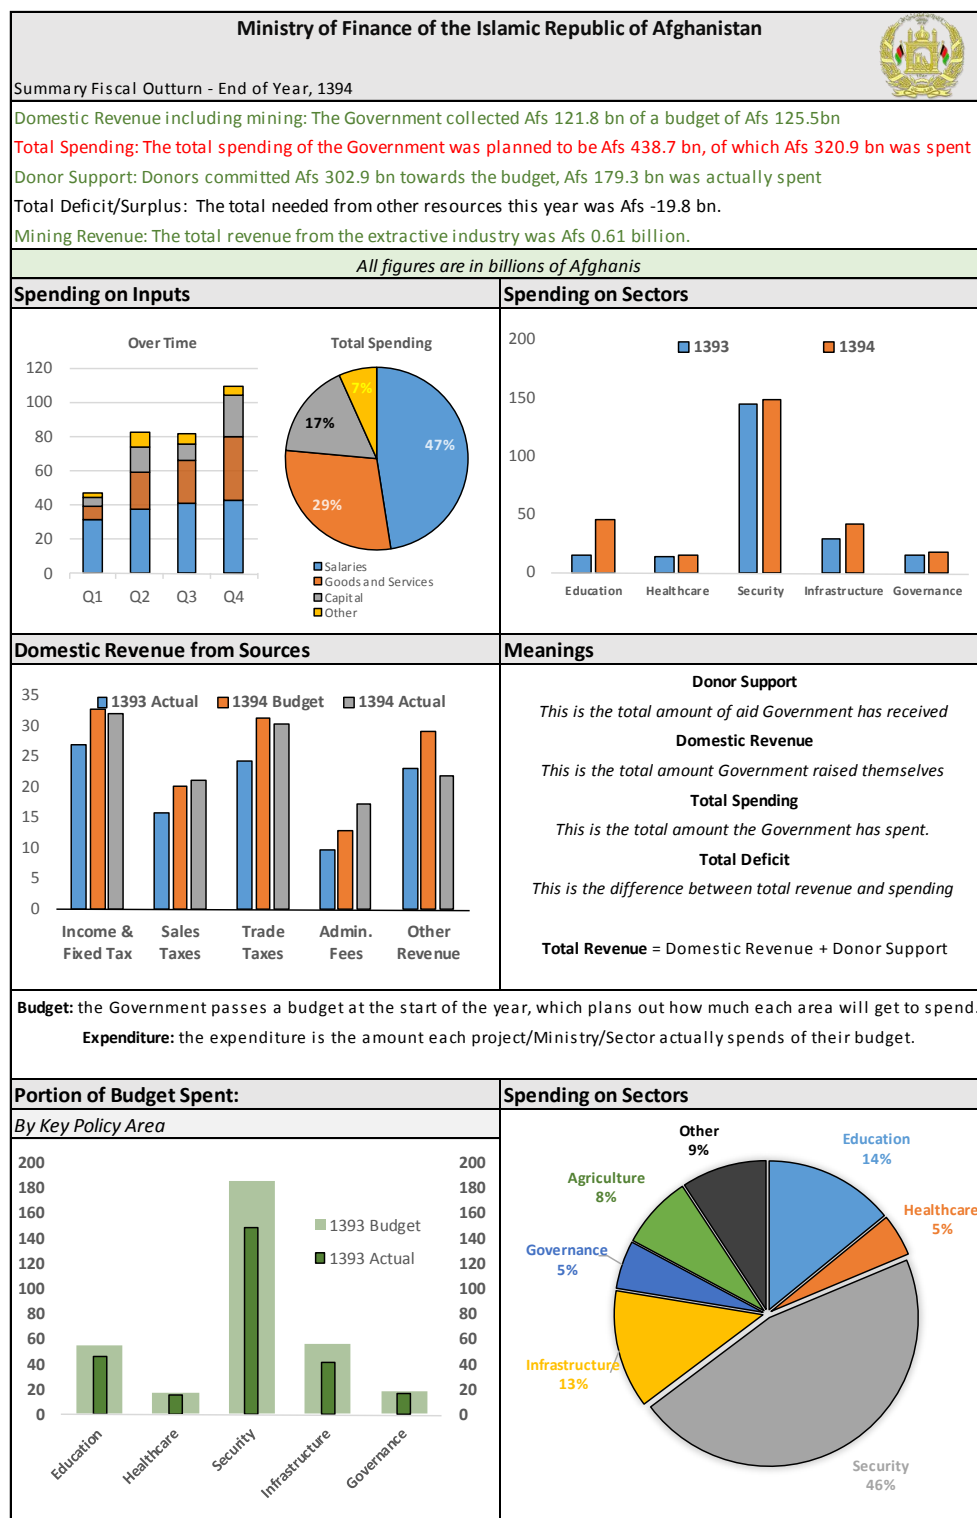 Ministry of Finance of the Islamic Republic of Afghanistan
Summary Fiscal Outturn - End of Year, 1394
Domestic Revenue including mining: The Government collected Afs 121.8 bn of a budget of Afs 125.5bn
Total Spending: The total spending of the Government was planned to be Afs 438.7 bn, of which Afs 320.9 bn was spent
Donor Support: Donors committed Afs 302.9 bn towards the budget, Afs 179.3 bn was actually spent
Total Deficit/Surplus: The total needed from other resources this year was Afs -19.8 bn.
Mining Revenue: The total revenue from the extractive industry was Afs 0.61 billion.
All figures are in billions of Afghanis
Spending on Inputs
Over Time
120
100
80
60
40
20
0
Q1 Q2 Q3 Q4
Total Spending
7%
17%
47%
29%
Salaries
Goods and Services
Capital
Other
Spending on Sectors
1393 1394
200
150
100
50
0
Education Healthcare Security Infrastructure Governance
Domestic Revenue from Sources
1393 Actual 1394 Budget 1394 Actual
35
30
25
20
15
10
5
0
Income & Sales Trade Admin. Other
Fixed Tax Taxes Taxes Fees Revenue
Meanings
Donor Support
This is the total amount of aid Government has received
Domestic Revenue
This is the total amount Government raised themselves
Total Spending
This is the total amount the Government has spent.
Total Deficit
This is the difference between total revenue and spending
Total Revenue = Domestic Revenue + Donor Support
Budget: the Government passes a budget at the start of the year, which plans out how much each area will get to spend.
Expenditure: the expenditure is the amount each project/Ministry/Sector actually spends of their budget.
Portion of Budget Spent:
By Key Policy Area
200 200
180 180
160 160
140 140
120 120
100 100
80 80
60 60
40 40
20 20
0 0
1393 Budget
1393 Actual
Education Healthcare Security Infrastructure Governance
Spending on Sectors
Other
9%
Education
14%
Agriculture
8%
Healthcare
5%
Governance
5%
Infrastructure
13%
Security
46%